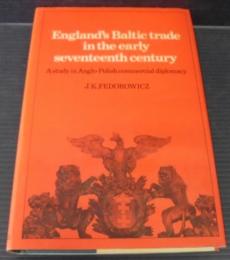 England's Baltic trade
in the early
seventeenth century
A study in Anglo-Polish commercial diplomacy
J.K.FEDOROWICZ